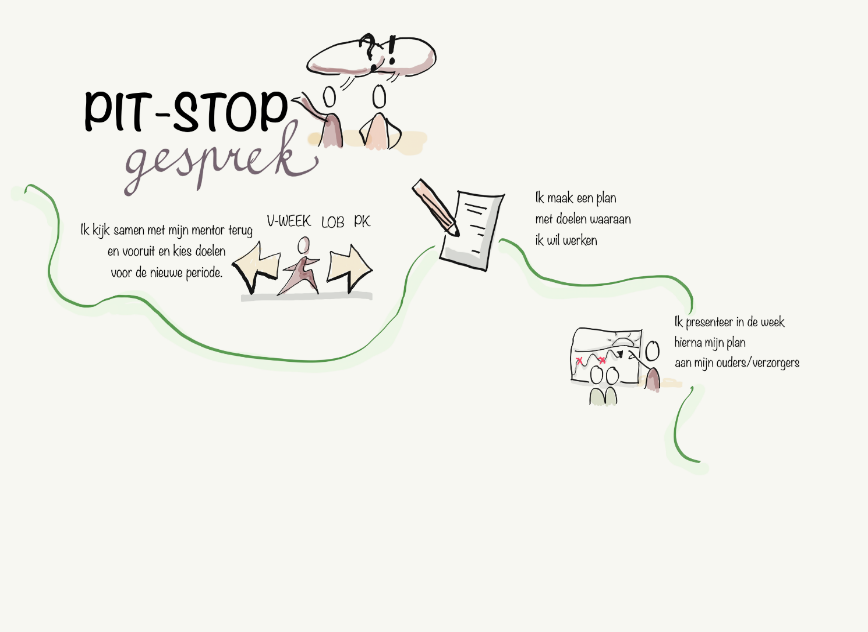 ?!
PIT-STOP
gesprek
Ik kijk samen met mijn mentor terug
en vooruit en kies doelen
voor de nieuwe periode.
V-WEEK LOB PK
Ik maak een plan
met doelen waaraan
ik wil werken
Ik presenteer in de week
hierna mijn plan
aan mijn ouders/verzorgers